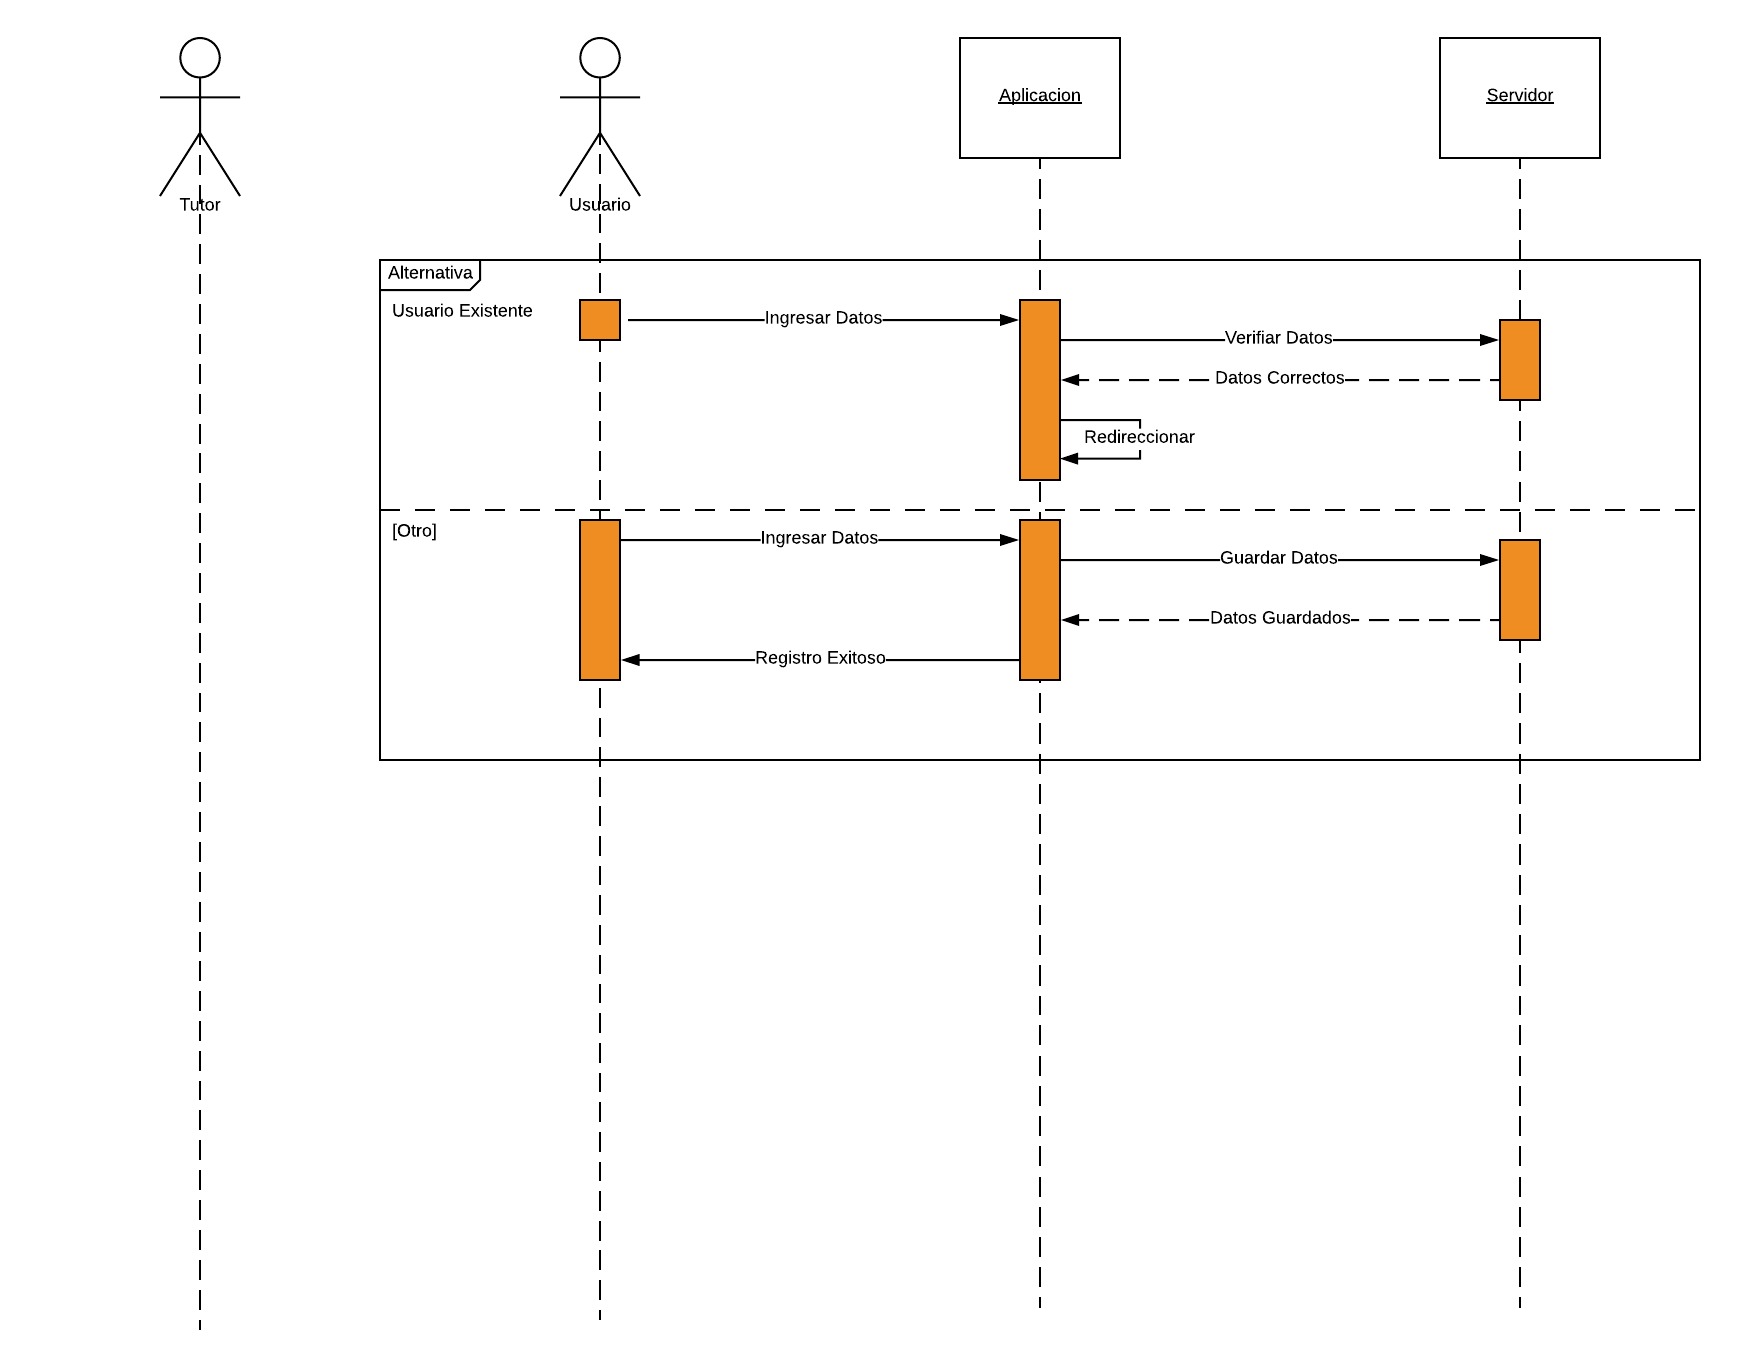 Tutor
Usuario
Aplicacion
Servidor
Alternativa
Usuario Existente
Ingresar Datos
Verifiar Datos
Datos Correctos
Redireccionar
[Otro]
Ingresar Datos
Guardar Datos
Datos Guardados
Registro Exitoso